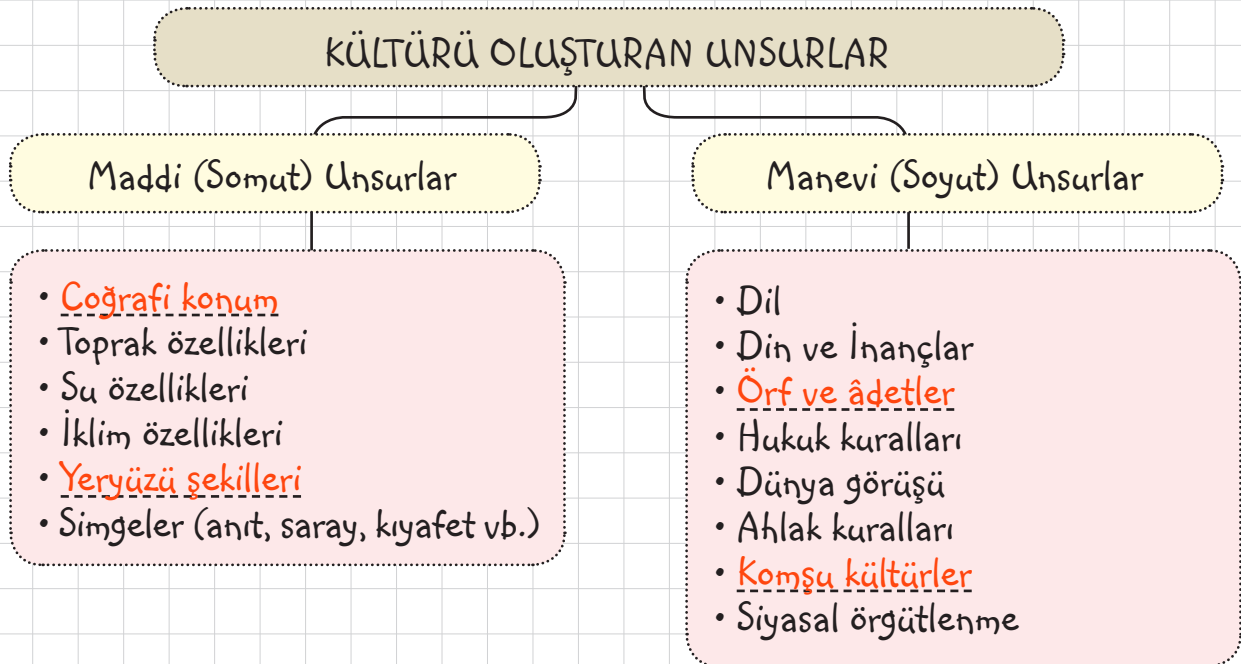 KÜLTÜRÜ OLUŞTURAN UNSURLAR
Maddi (Somut) Unsurlar
• Coğrafi konum
• Toprak özellikleri
• Su özellikleri
• İklim özellikleri
• Yeryüzü şekilleri
• Simgeler (anıt, saray, kıyafet vb.)
Manevi (Soyut) Unsurlar
• Dil
• Din ve İnançlar
• Örf ve âdetler
• Hukuk kuralları
• Dünya görüşü
• Ahlak kuralları
• Komşu kültürler
• Siyasal örgütlenme